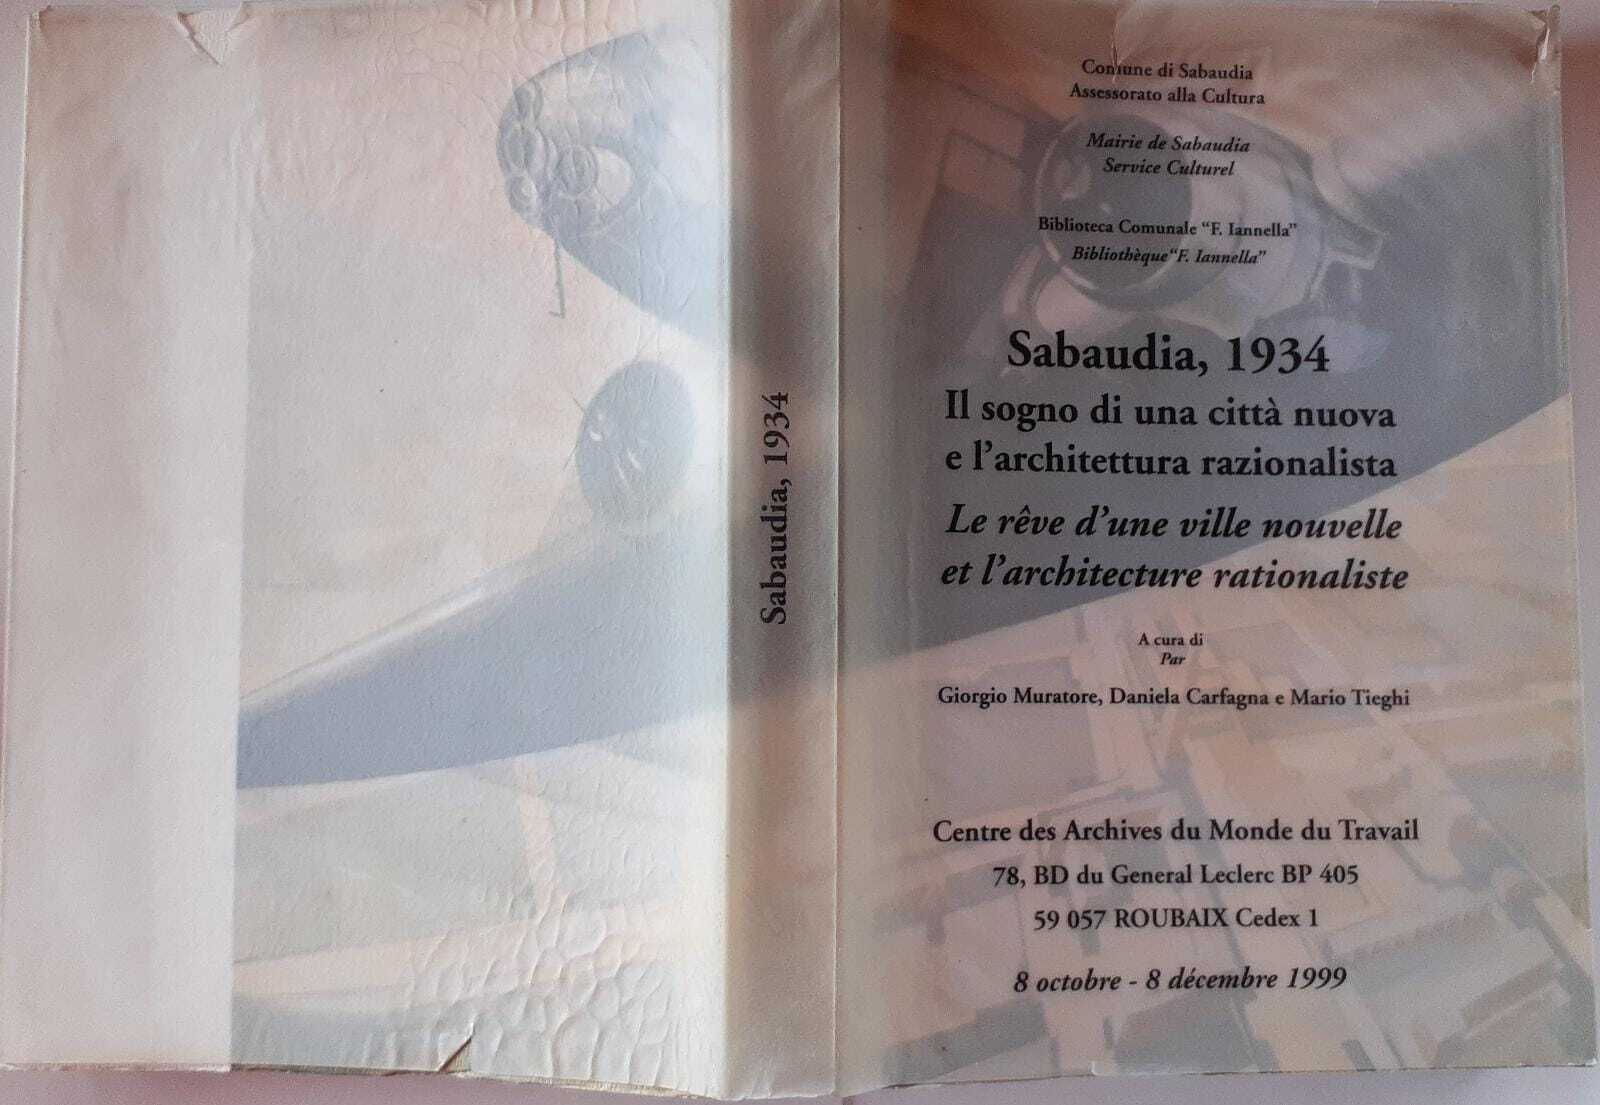 Sabaudia, 1934
Comune di Sabaudia
Assessorato alla Cultura
Mairie de Sabaudia
Service Culturel
Biblioteca Comunale “F. Iannella”
Bibliothèque“F. Iannella”
Sabaudia, 1934
Il sogno di una città nuova
e l’architettura razionalista
Le rêve d’une ville nouvelle
et l’architecture rationaliste
A cura di
Par
Giorgio Muratore, Daniela Carfagna e Mario Tieghi
Centre des Archives du Monde du Travail
78, BD du General Leclerc BP 405
59 057 ROUBAIX Cedex 1
8 octobre - 8 décembre 1999